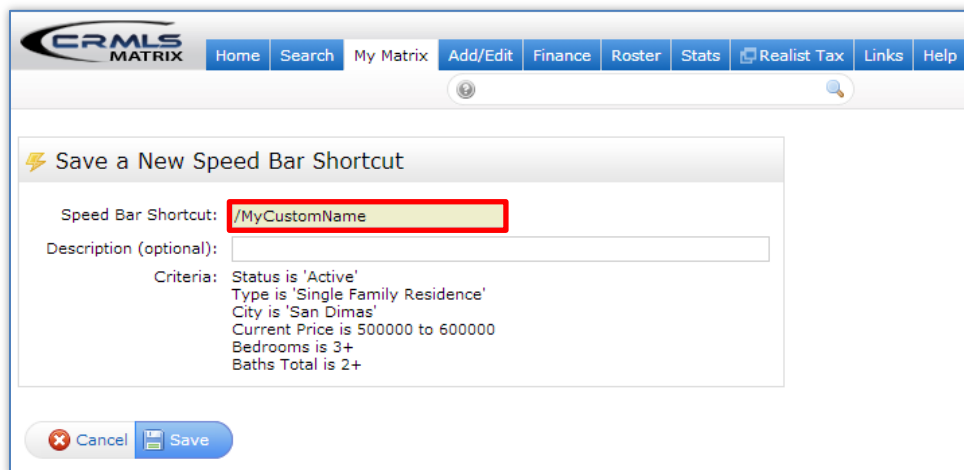 CRMLS
MATRIX
Home Search My Matrix Add/Edit Finance Roster Stats Realist Tax Links Help
Save a New Speed Bar Shortcut
Speed Bar Shortcut: /MyCustomName
Description (optional):
Criteria: Status is 'Active'
Type is 'Single Family Residence'
City is 'San Dimas'
Current Price is 500000 to 600000
Bedrooms is 3+
Baths Total is 2+
Cancel Save